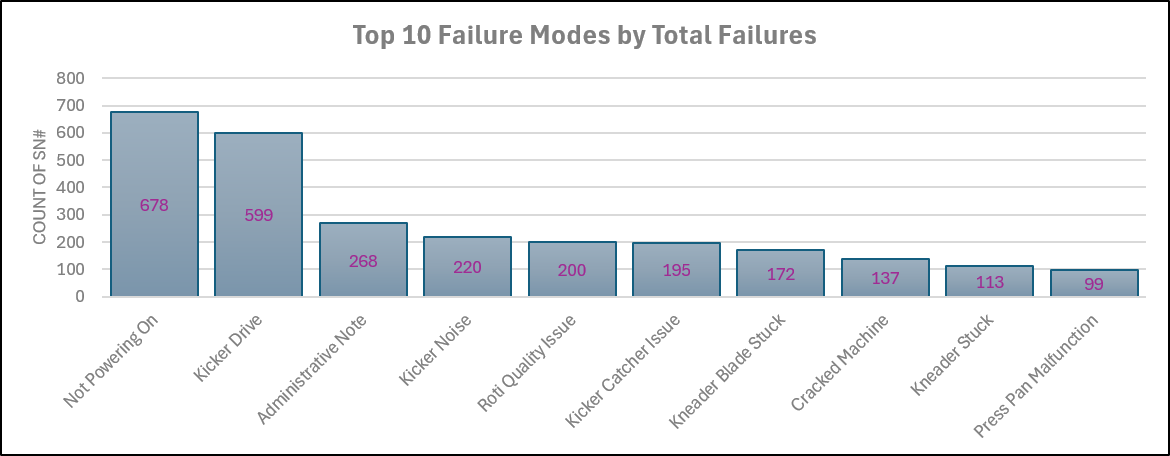 Top 10 Failure Modes by Total Failures
COUNT OF SN#
800
700
600
500
400
300
200
100
0
678
599
268
220
200
195
172
137
113
99
Not Powering On
Kicker Drive
Administrative Note
Kicker Noise
Roti Quality Issue
Kicker Catcher Issue
Kneader Blade Stuck
Cracked Machine
Kneader Stuck
Press Pan Malfunction